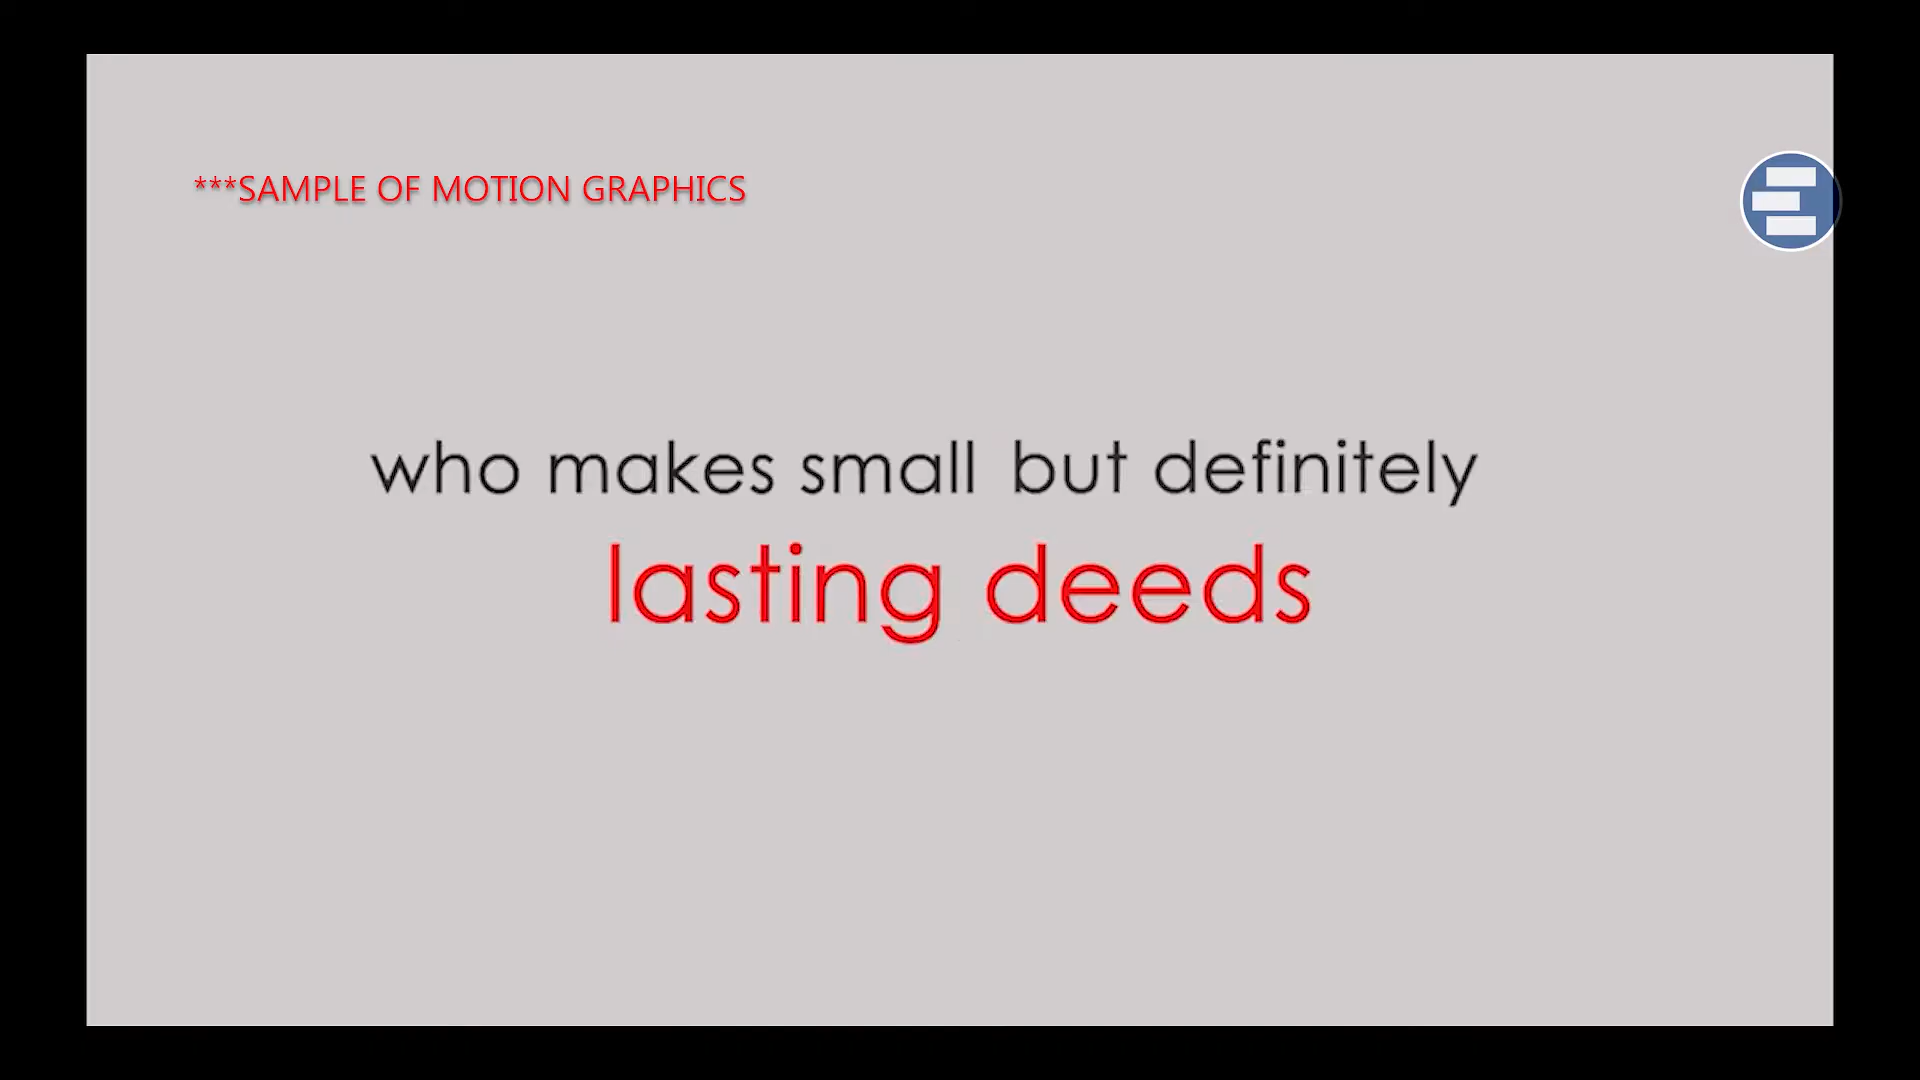 ***SAMPLE OF MOTION GRAPHICS
who makes small but definitely
lasting deeds